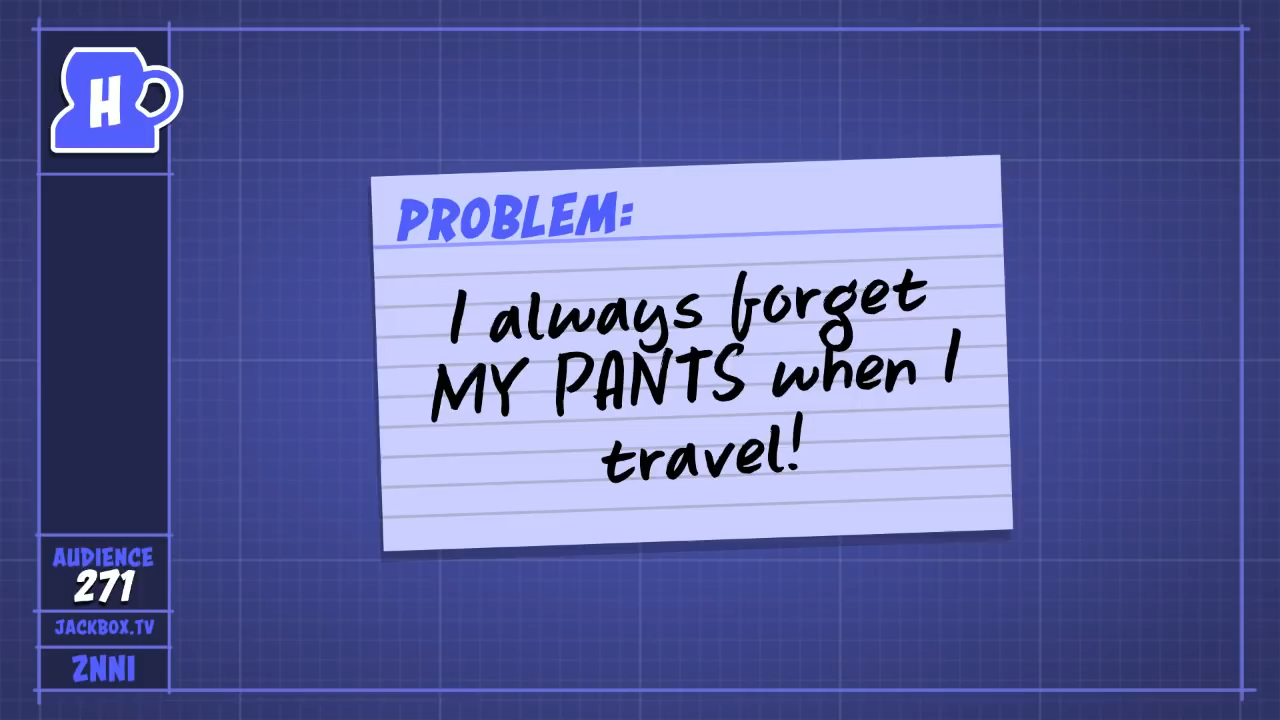 H
PROBLEM:
I always forget
MY PANTS when I
travel!
AUDIENCE
271
JACKBOX.TV
ZNNI